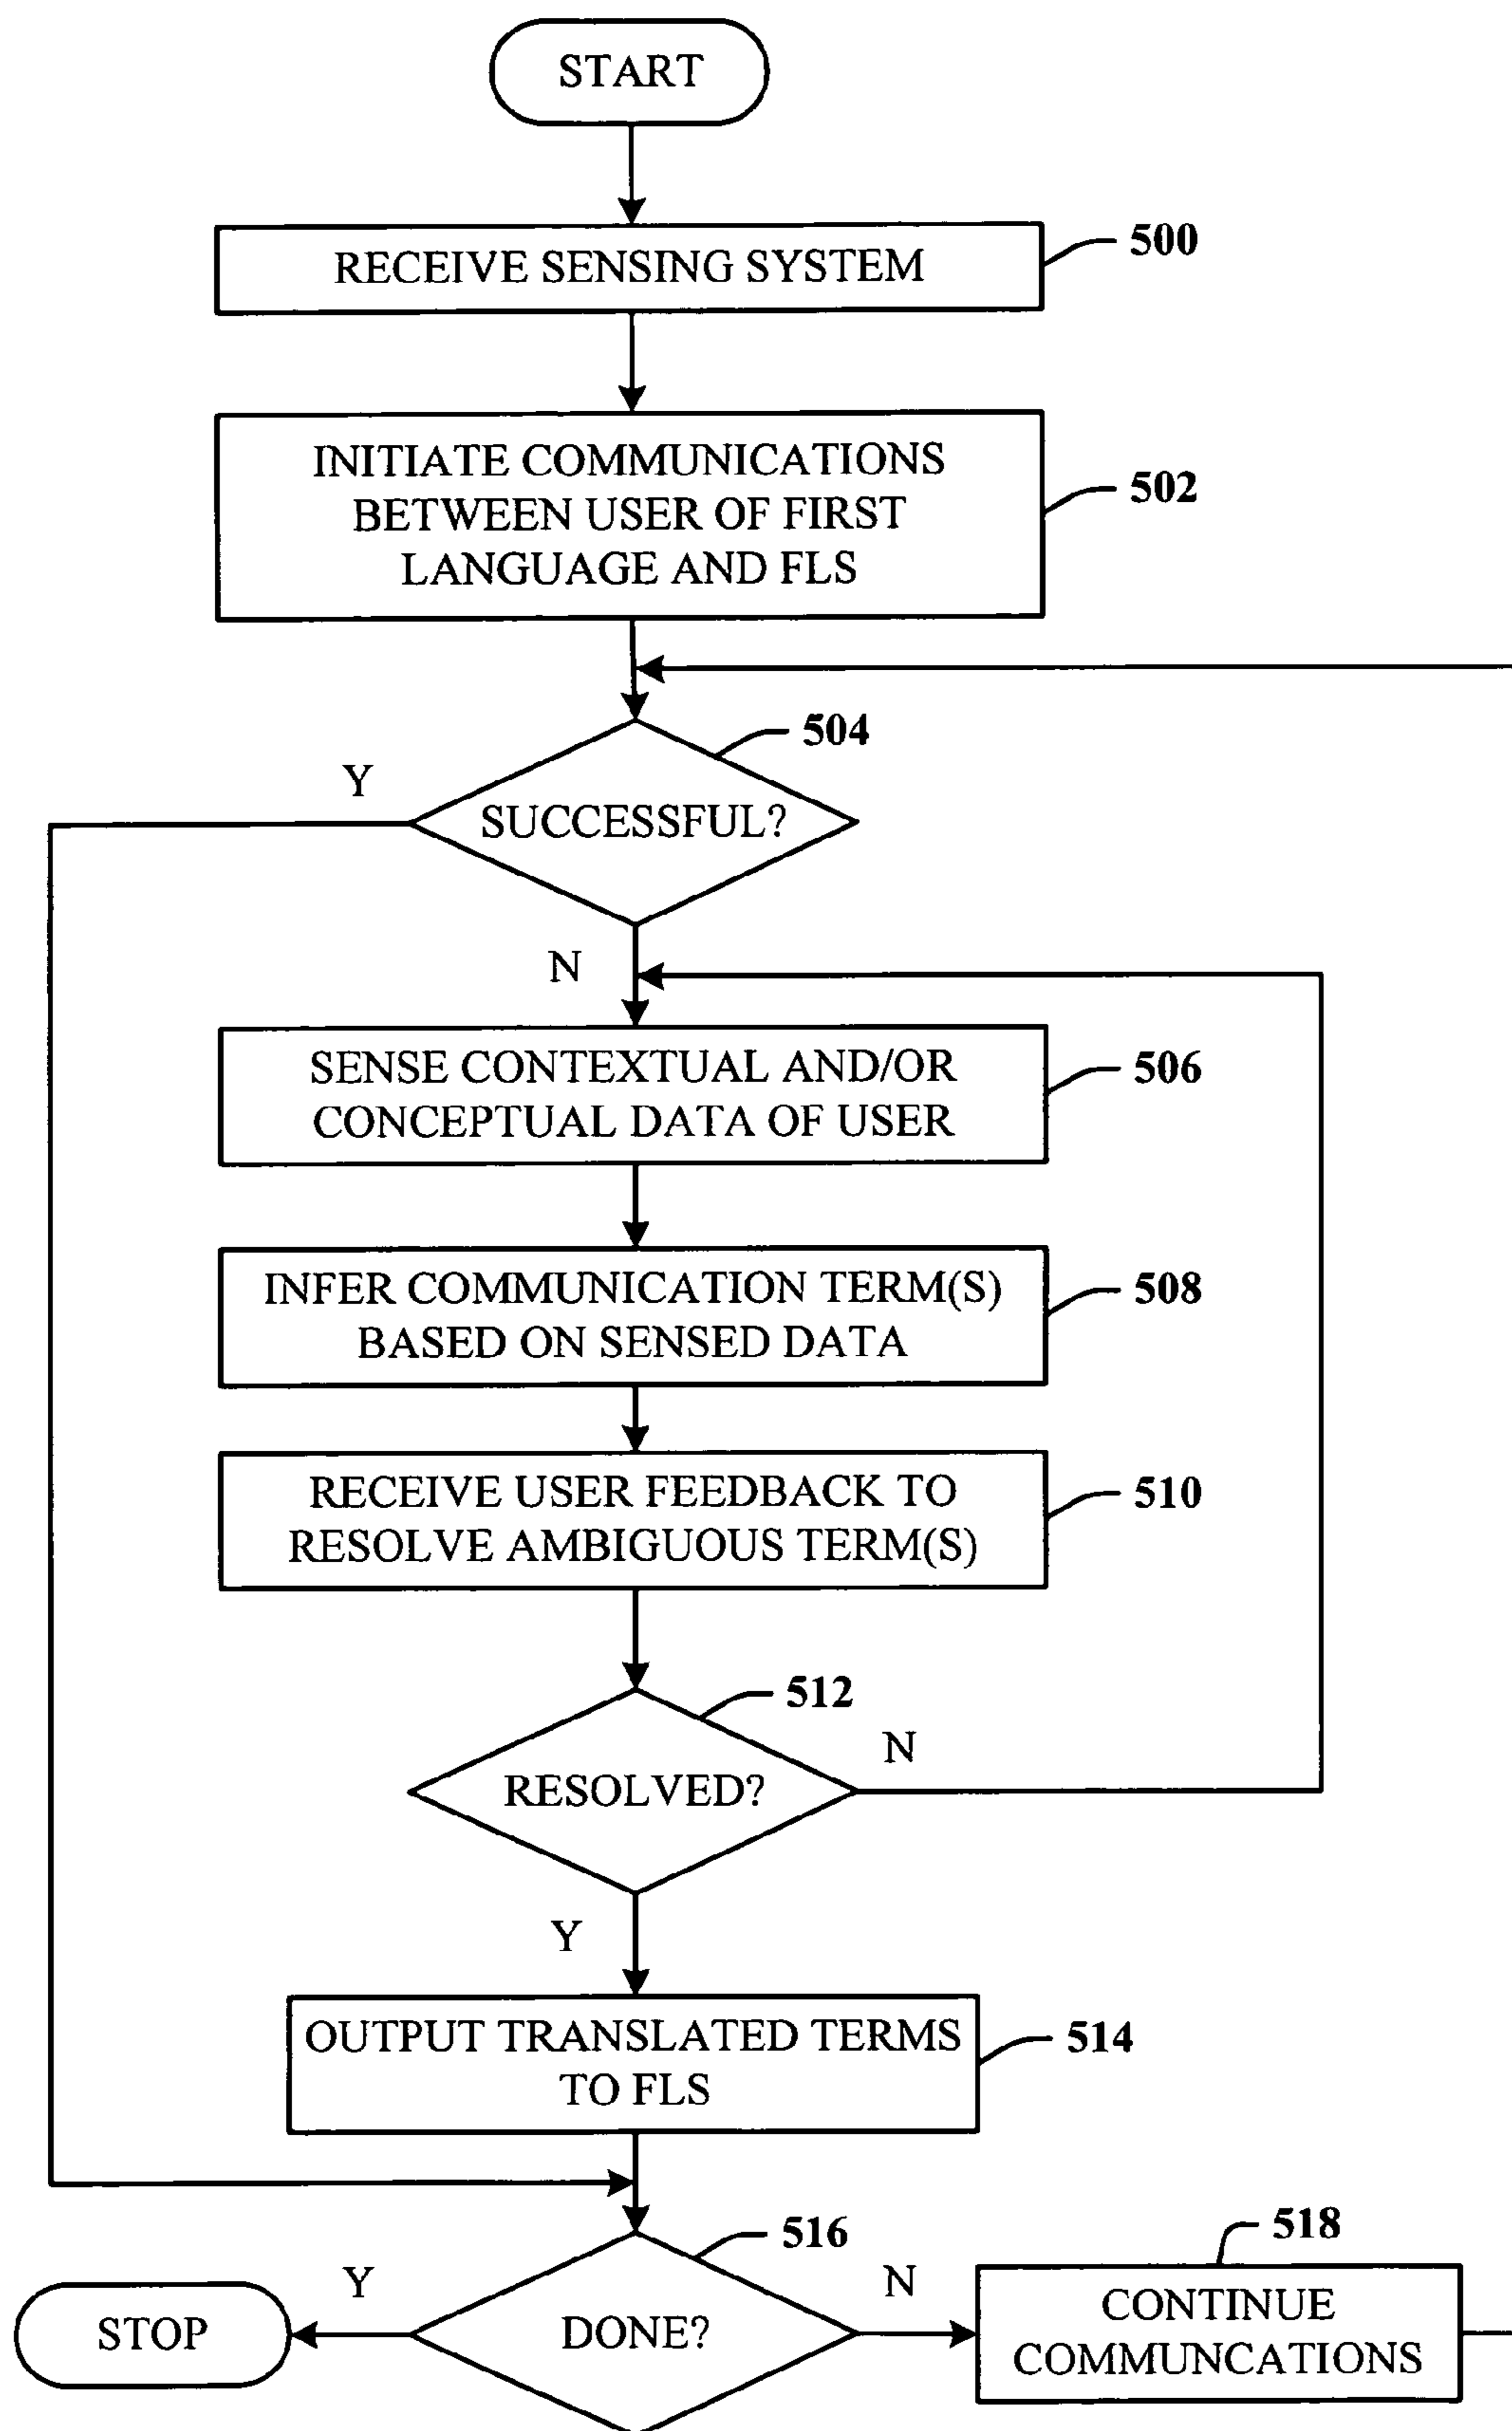 START
RECEIVE SENSING SYSTEM
500
INITIATE COMMUNICATIONS
BETWEEN USER OF FIRST
LANGUAGE AND FLS
502
504
Y
SUCCESSFUL?
N
SENSE CONTEXTUAL AND/OR
CONCEPTUAL DATA OF USER
506
INFER COMMUNICATION TERM(S)
BASED ON SENSED DATA
508
RECEIVE USER FEEDBACK TO
RESOLVE AMBIGUOUS TERM(S)
510
512
N
RESOLVED?
Y
OUTPUT TRANSLATED TERMS
TO FLS
514
516
518
Y
N
STOP
DONE?
CONTINUE
COMMUNCATIONS